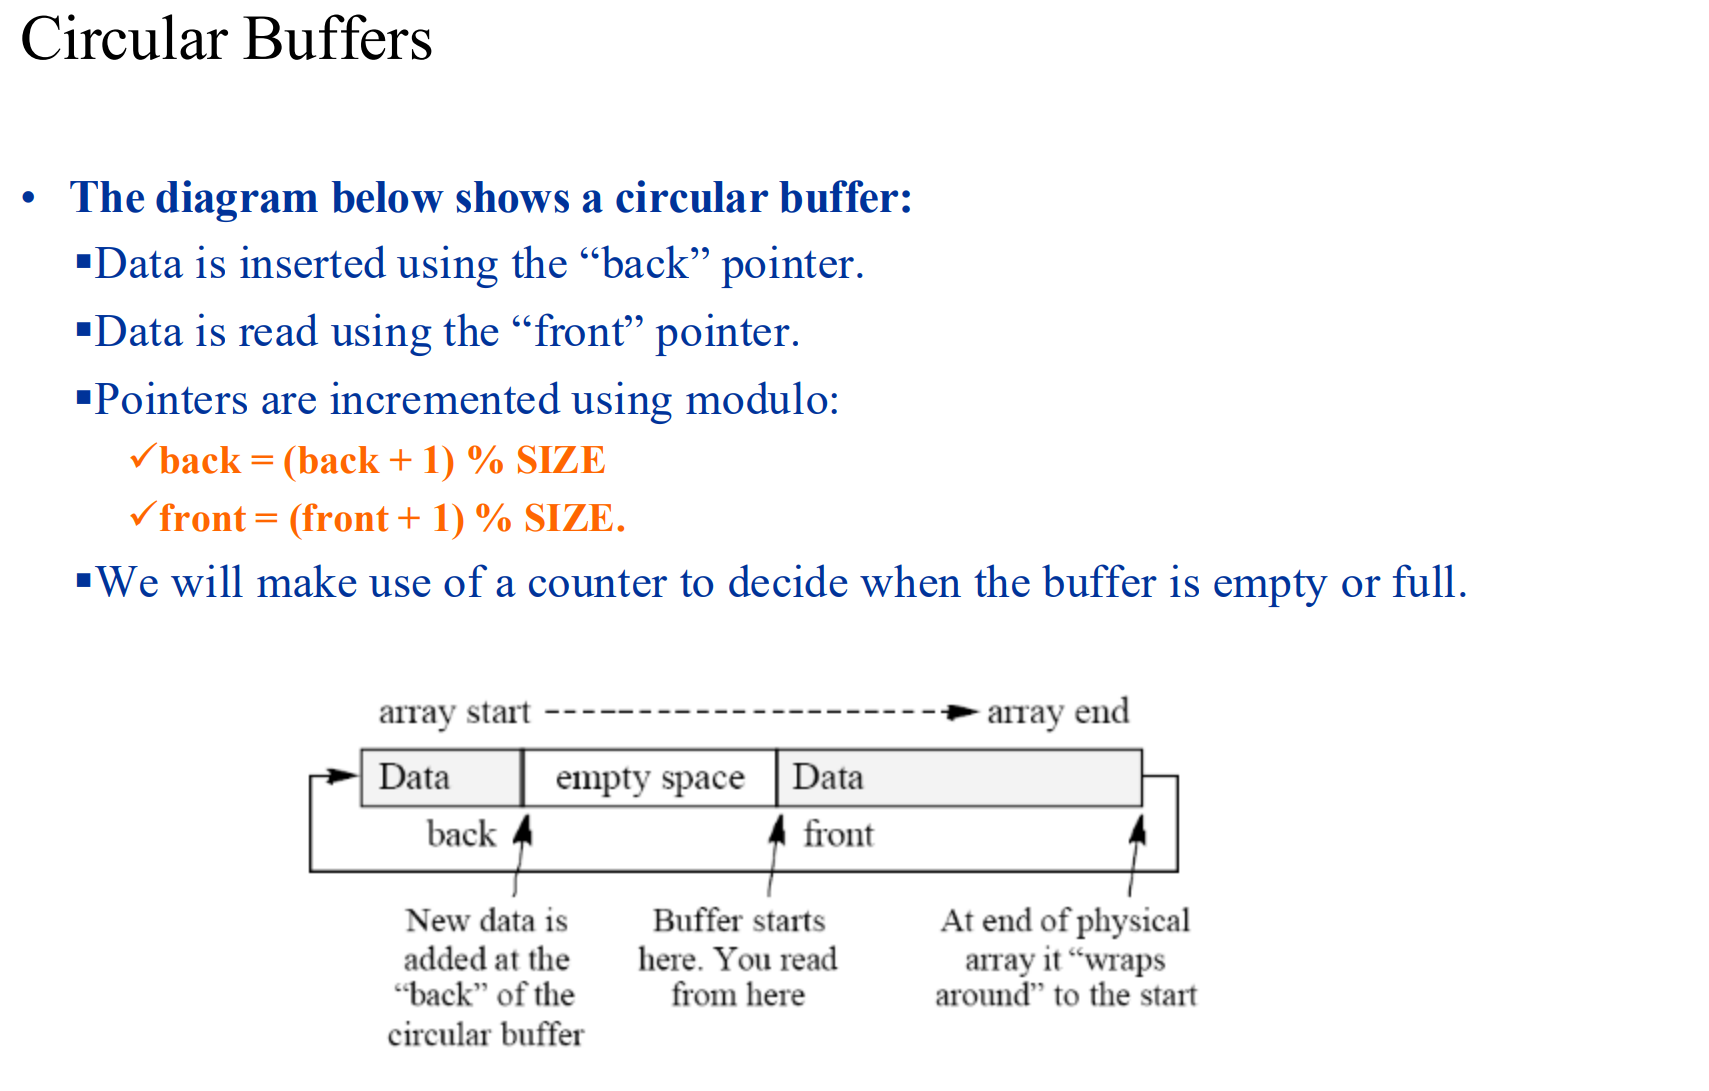 Circular Buffers
• The diagram below shows a circular buffer:
▪Data is inserted using the “back” pointer.
▪Data is read using the “front” pointer.
▪Pointers are incremented using modulo:
✓back = (back + 1) % SIZE
✓front = (front + 1) % SIZE.
▪We will make use of a counter to decide when the buffer is empty or full.
array start array end
Data empty space Data
back front
New data is
added at the
“back” of the
circular buffer
Buffer starts
here. You read
from here
At end of physical
array it “wraps
around” to the start